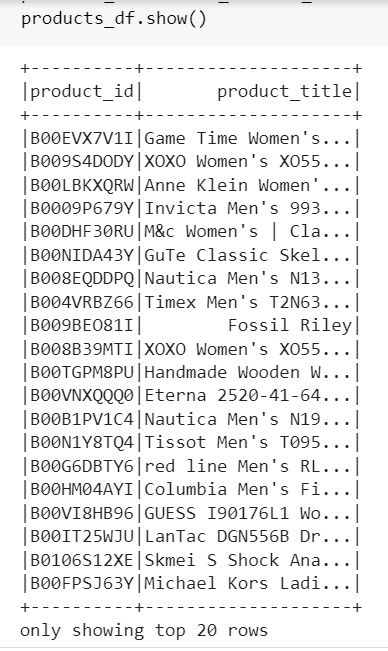 products_df.show()
+----------+--------------------+
|product_id|       product_title|
+----------+--------------------+
|B00EVX7V1I|Game Time Women's...|
|B009S4DODY|XOXO Women's XO55...|
|B00LBKXQRW|Anne Klein Women'...|
|B0009P679Y|Invicta Men's 993...|
|B00DHF30RU|M&c Women's | Cla...|
|B00NIDA43Y|GuTe Classic Skel...|
|B008EQDDPQ|Nautica Men's N13...|
|B004VRBZ66|Timex Men's T2N63...|
|B009BEO81I|        Fossil Riley|
|B008B39MTI|XOXO Women's XO55...|
|B00TGPM8PU|Handmade Wooden W...|
|B00VNXQQQ0|Eterna 2520-41-64...|
|B00B1PV1C4|Nautica Men's N19...|
|B00N1Y8TQ4|Tissot Men's T095...|
|B00G6DBTY6|red line Men's RL...|
|B00HM04AYI|Columbia Men's Fi...|
|B00VI8HB96|GUESS I90176L1 Wo...|
|B00IT25WJU|LanTac DGN556B Dr...|
|B0106S12XE|Skmei S Shock Ana...|
|B00FPSJ63Y|Michael Kors Ladi...|
+----------+--------------------+
only showing top 20 rows